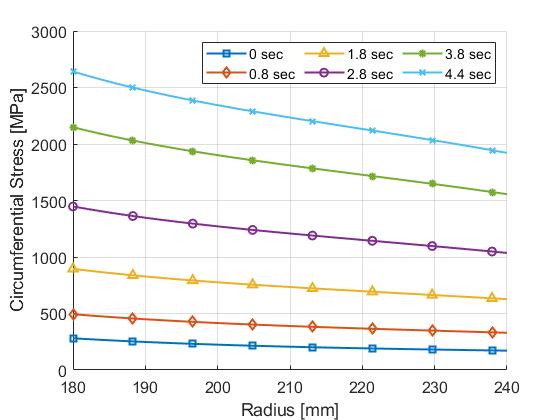 3000
2500
2000
1500
1000
500
0
Circumferential Stress [MPa]
0 sec 1.8 sec 3.8 sec
0.8 sec 2.8 sec 4.4 sec
180 190 200 210 220 230 240
Radius [mm]